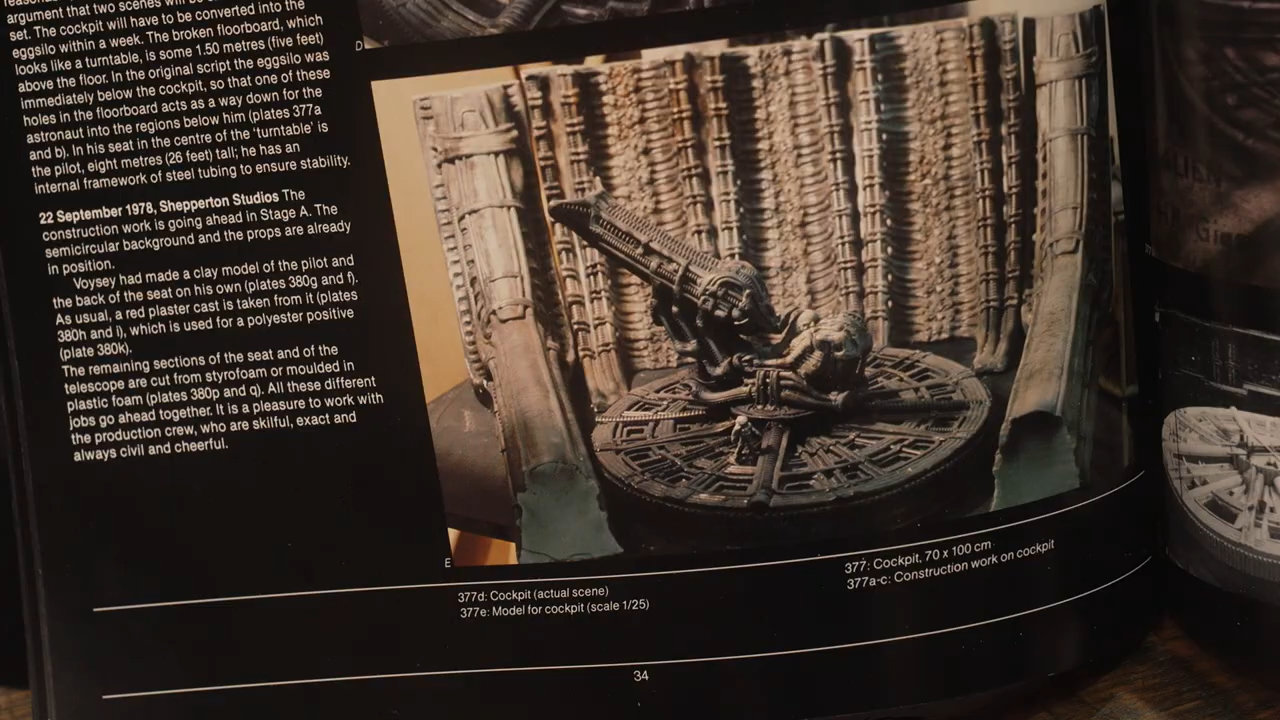 argument that two scenes will be
set. The cockpit will have to be converted into the
eggsilo within a week. The broken floorboard, which
looks like a turntable, is some 1.50 metres (five feet)
above the floor. In the original script the eggsilo was
immediately below the cockpit, so that one of these
holes in the floorboard acts as a way down for the
astronaut into the regions below him (plates 377a
and b). In his seat in the centre of the 'turntable' is
the pilot, eight metres (26 feet) tall; he has an
internal framework of steel tubing to ensure stability.
22 September 1978, Shepperton Studios The
construction work is going ahead in Stage A. The
semicircular background and the props are already
in position.
Voysey had made a clay model of the pilot and
the back of the seat on his own (plates 380g and f).
As usual, a red plaster cast is taken from it (plates
380h and i), which is used for a polyester positive
(plate 380k).
The remaining sections of the seat and of the
telescope are cut from styrofoam or moulded in
plastic foam (plates 380p and q). All these different
jobs go ahead together. It is a pleasure to work with
the production crew, who are skilful, exact and
always civil and cheerful.
D
E
377d: Cockpit (actual scene)
377e: Model for cockpit (scale 1/25)
377: Cockpit, 70 x 100 cm
377a-c: Construction work on cockpit
34